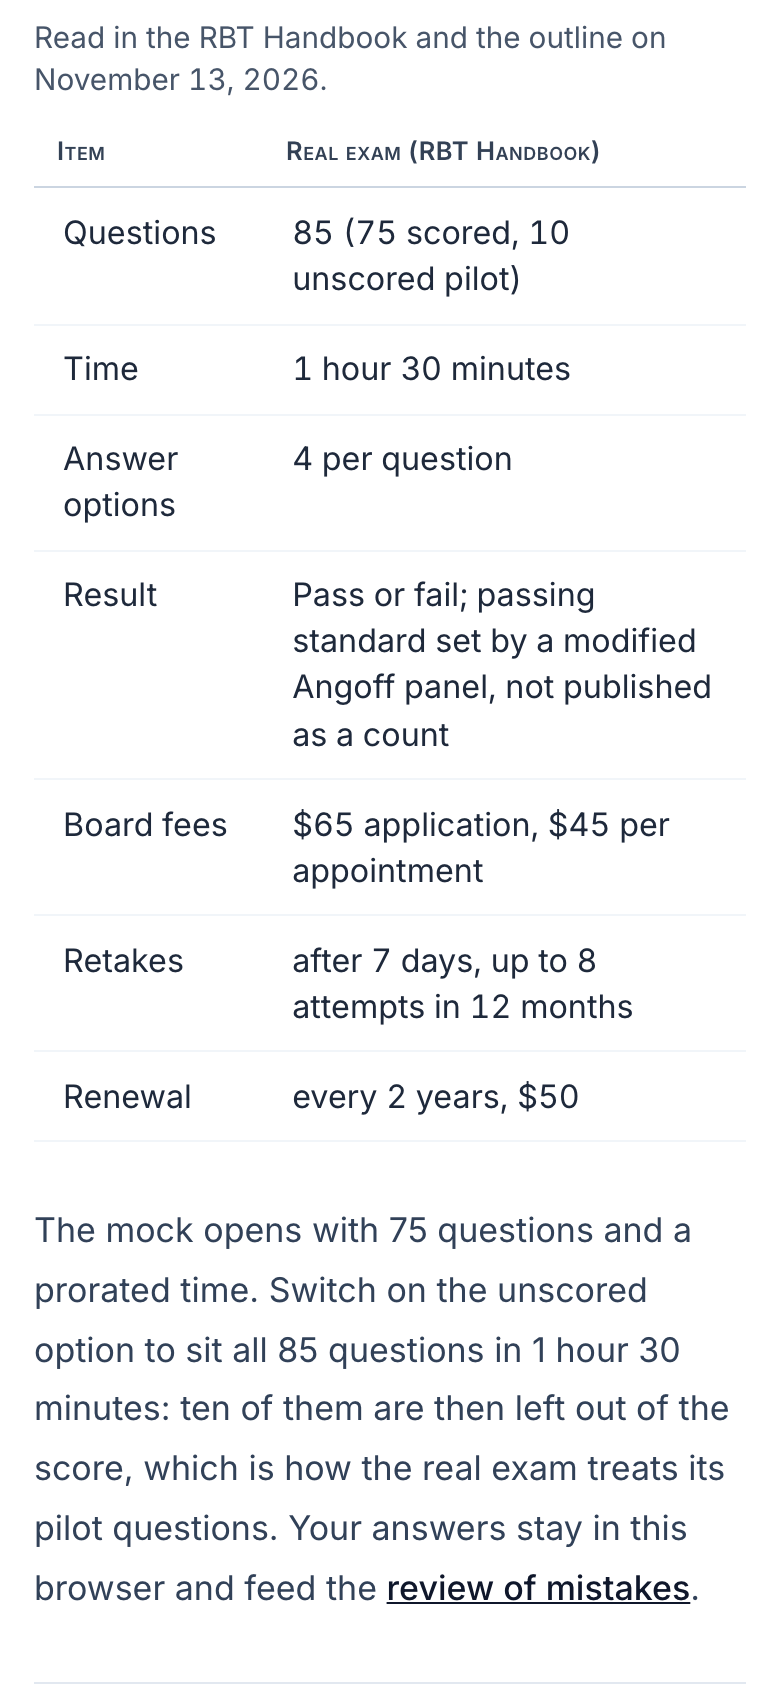 Read in the RBT Handbook and the outline on
November 13, 2026.
Item Real exam (RBT Handbook)
Questions 85 (75 scored, 10
unscored pilot)
Time 1 hour 30 minutes
Answer 4 per question
options
Result Pass or fail; passing
standard set by a modified
Angoff panel, not published
as a count
Board fees $65 application, $45 per
appointment
Retakes after 7 days, up to 8
attempts in 12 months
Renewal every 2 years, $50
The mock opens with 75 questions and a
prorated time. Switch on the unscored
option to sit all 85 questions in 1 hour 30
minutes: ten of them are then left out of the
score, which is how the real exam treats its
pilot questions. Your answers stay in this
browser and feed the review of mistakes.